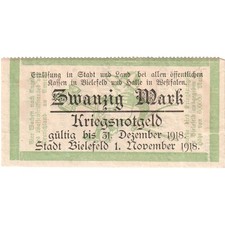 Einlösung in Stadt und Land bei allen öffentlichen
Kassen in Bielefeld und Halle in Westfalen.
Zwanzig Mark
Kriegsnotgeld
gültig bis 31. Dezember 1918.
Stadt Bielefeld 1. November 1918.